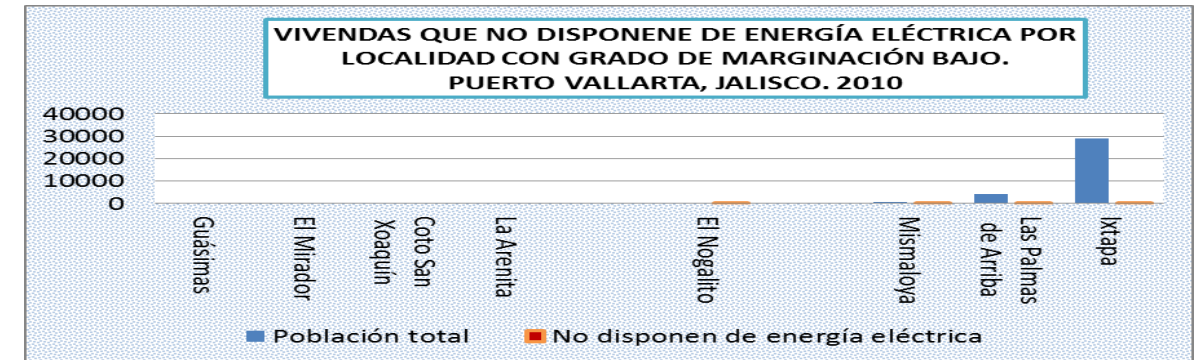 VIVENDAS QUE NO DISPONENE DE ENERGÍA ELÉCTRICA POR
LOCALIDAD CON GRADO DE MARGINACIÓN BAJO.
PUERTO VALLARTA, JALISCO. 2010
40000
30000
20000
10000
0
Guásimas
El Mirador
Coto San
Xoaquín
La Arenita
El Nogalito
Mismaloya
Las Palmas
de Arriba
Ixtapa
Población total
No disponen de energía eléctrica